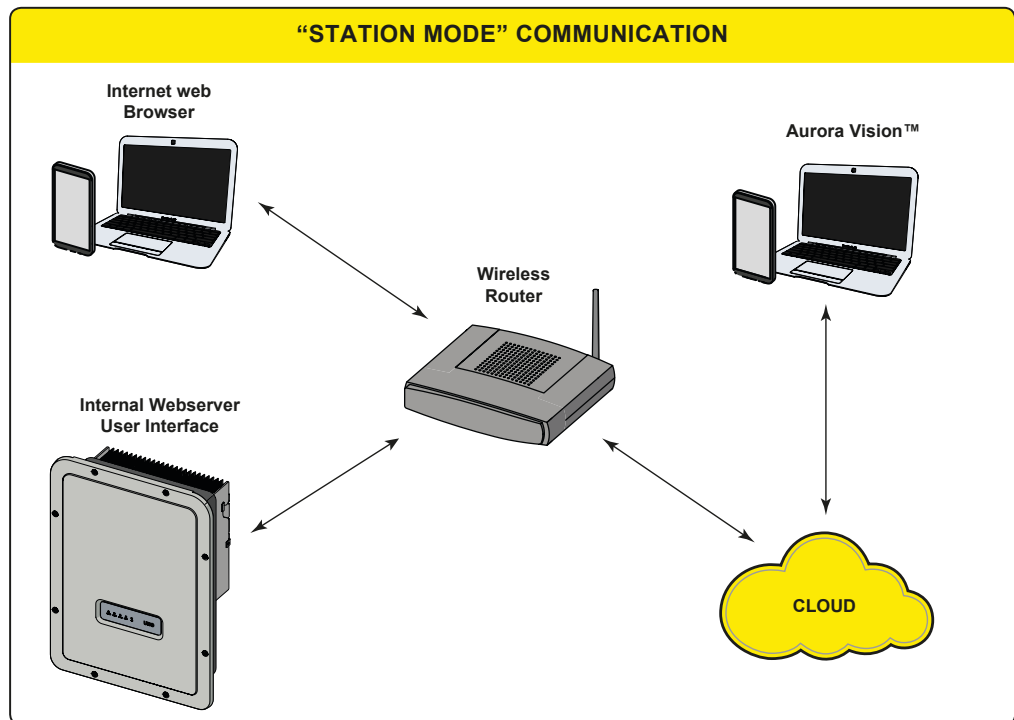 “STATION MODE” COMMUNICATION
Internet web
Browser
Aurora Vision™
Wireless
Router
Internal Webserver
User Interface
CLOUD